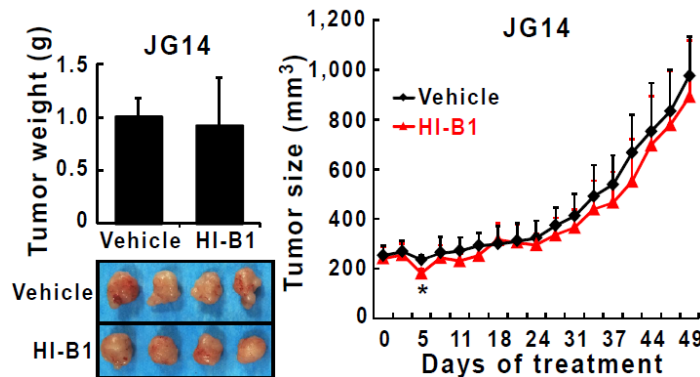 JG14
Tumor weight (g)
1.5
1.0
0.5
0
Vehicle HI-B1
Vehicle
HI-B1
JG14
Vehicle
HI-B1
Tumor size (mm³)
1,200
1,000
800
600
400
200
0
*
0 5 11 18 24 31 37 44 49
Days of treatment